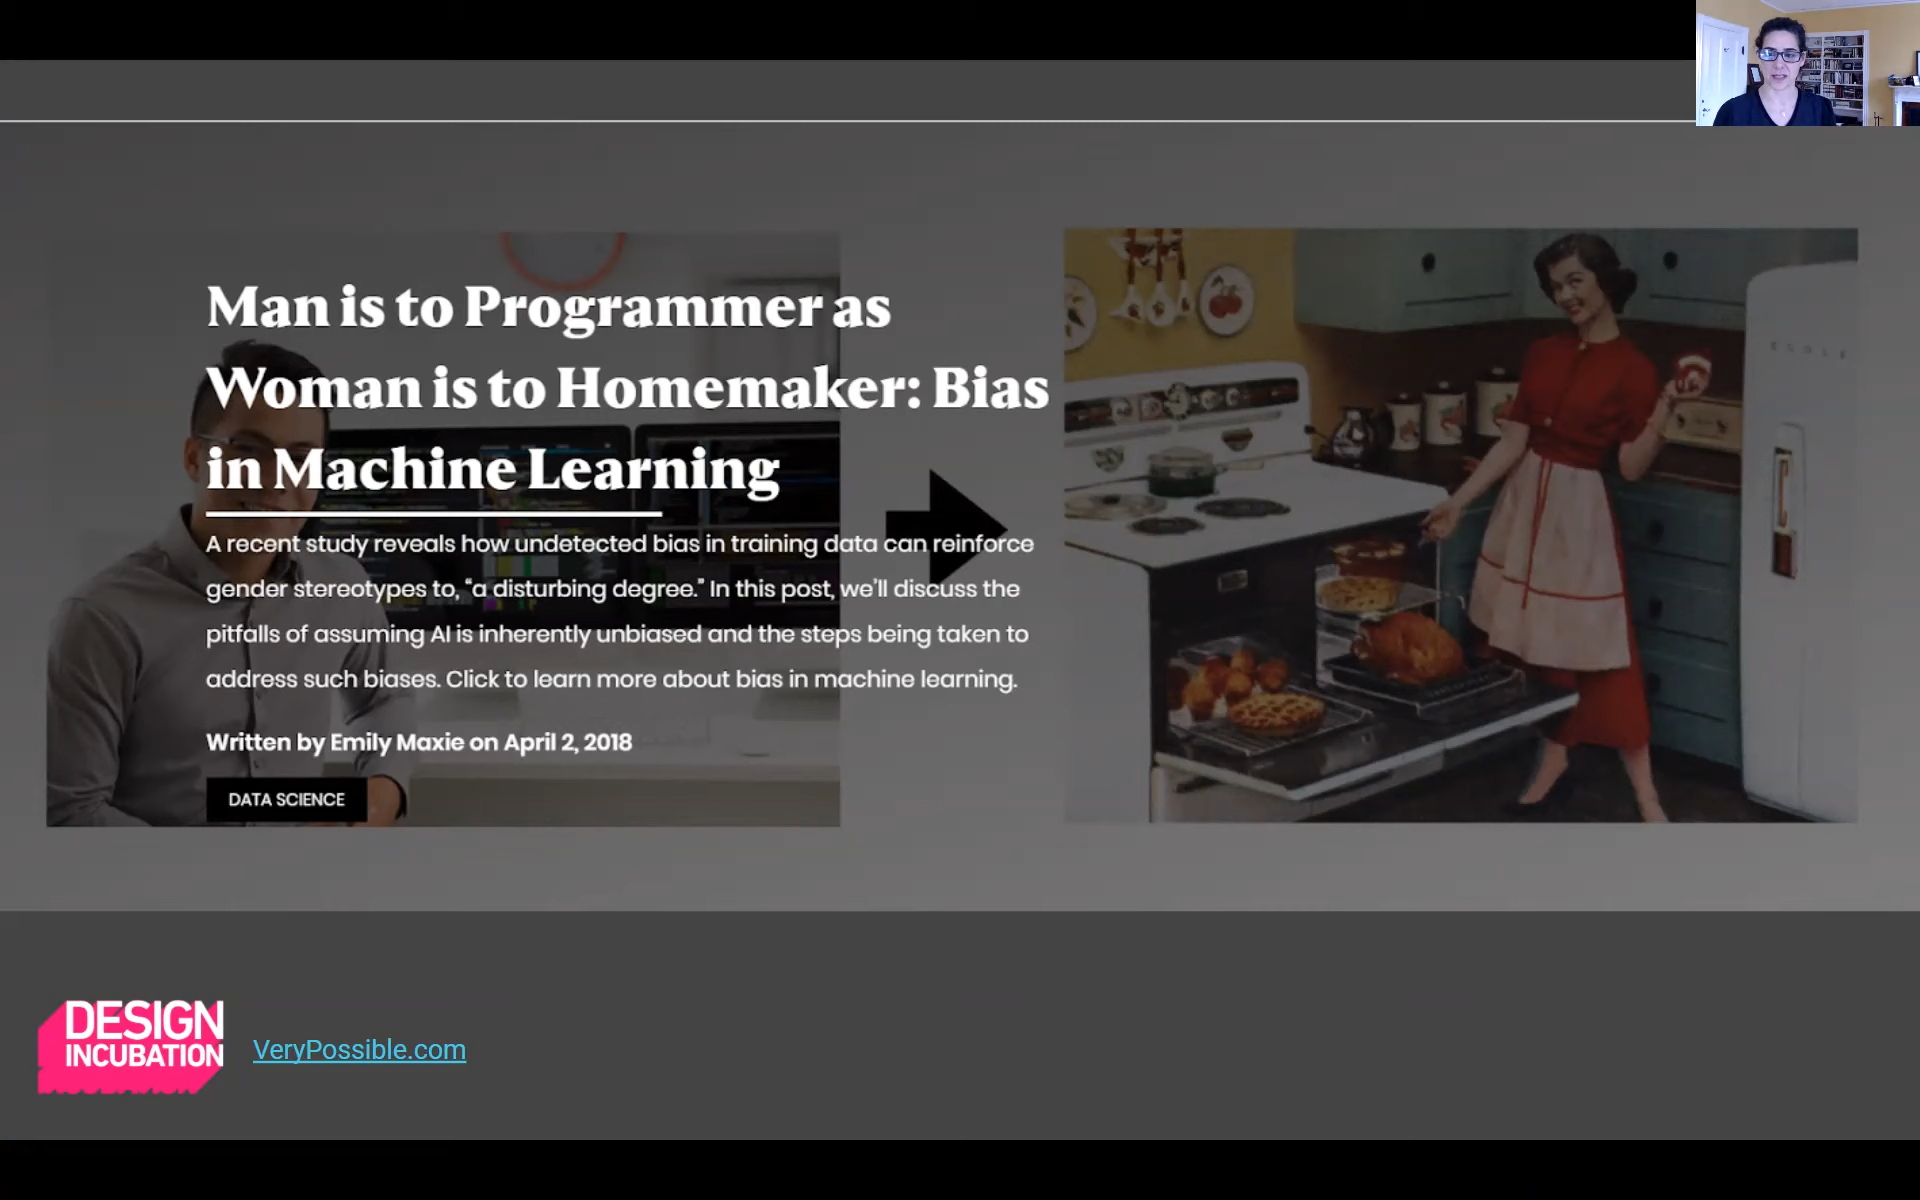 Man is to Programmer as
Woman is to Homemaker: Bias
in Machine Learning
A recent study reveals how undetected bias in training data can reinforce
gender stereotypes to, “a disturbing degree.” In this post, we’ll discuss the
pitfalls of assuming AI is inherently unbiased and the steps being taken to
address such biases. Click to learn more about bias in machine learning.
Written by Emily Maxie on April 2, 2018
DATA SCIENCE
DESIGN
INCUBATION
VeryPossible.com